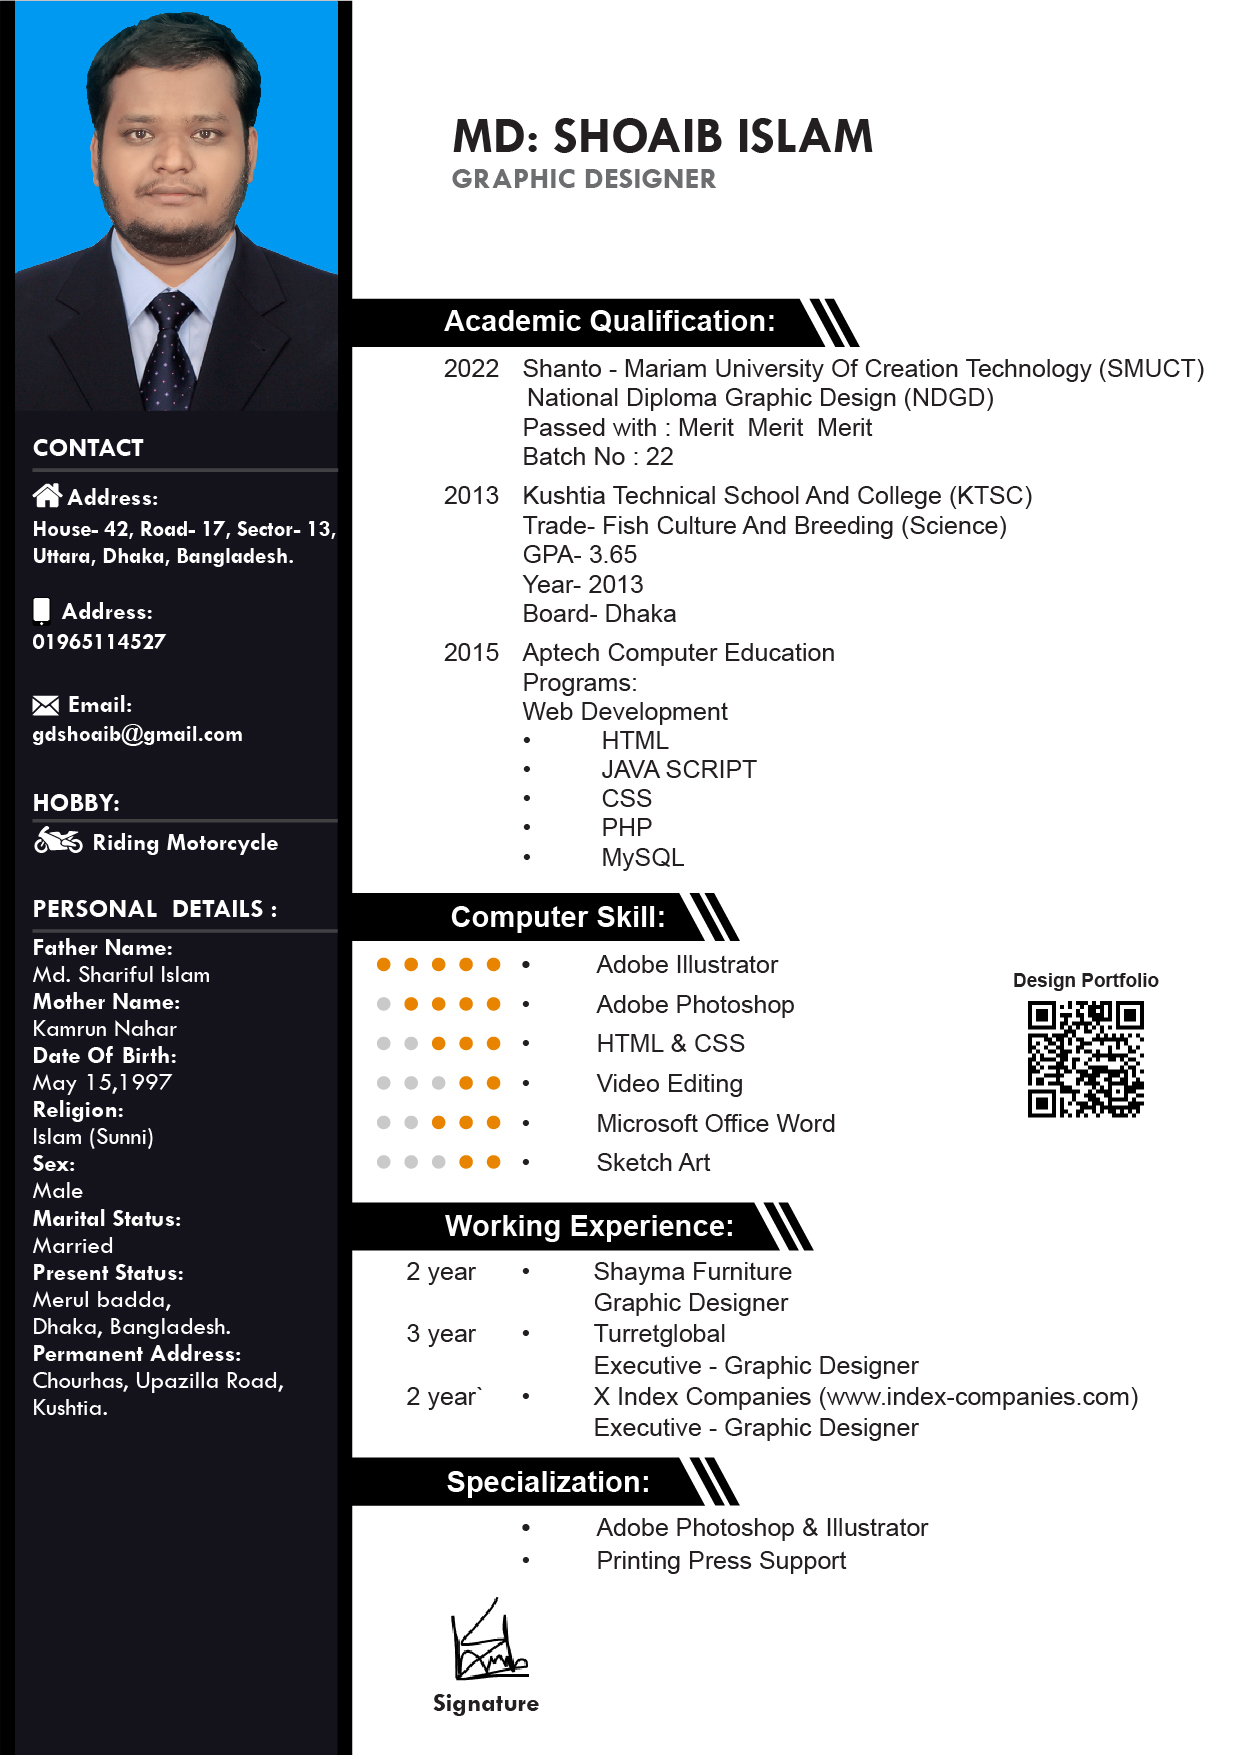 MD: SHOAIB ISLAM
GRAPHIC DESIGNER
CONTACT
Address:
House- 42, Road- 17, Sector- 13,
Uttara, Dhaka, Bangladesh.
Address:
01965114527
Email:
gdshoaib@gmail.com
HOBBY:
Riding Motorcycle
PERSONAL DETAILS :
Father Name:
Md. Shariful Islam
Mother Name:
Kamrun Nahar
Date Of Birth:
May 15,1997
Religion:
Islam (Sunni)
Sex:
Male
Marital Status:
Married
Present Status:
Merul badda,
Dhaka, Bangladesh.
Permanent Address:
Chourhas, Upazilla Road,
Kushtia.
Academic Qualification:
2022 Shanto - Mariam University Of Creation Technology (SMUCT)
National Diploma Graphic Design (NDGD)
Passed with : Merit Merit Merit
Batch No : 22
2013 Kushtia Technical School And College (KTSC)
Trade- Fish Culture And Breeding (Science)
GPA- 3.65
Year- 2013
Board- Dhaka
2015 Aptech Computer Education
Programs:
Web Development
• HTML
• JAVA SCRIPT
• CSS
• PHP
• MySQL
Computer Skill:
• Adobe Illustrator
• Adobe Photoshop
• HTML & CSS
• Video Editing
• Microsoft Office Word
• Sketch Art
Design Portfolio
Working Experience:
2 year • Shayma Furniture
Graphic Designer
3 year • Turretglobal
Executive - Graphic Designer
2 year` • X Index Companies (www.index-companies.com)
Executive - Graphic Designer
Specialization:
• Adobe Photoshop & Illustrator
• Printing Press Support
Signature